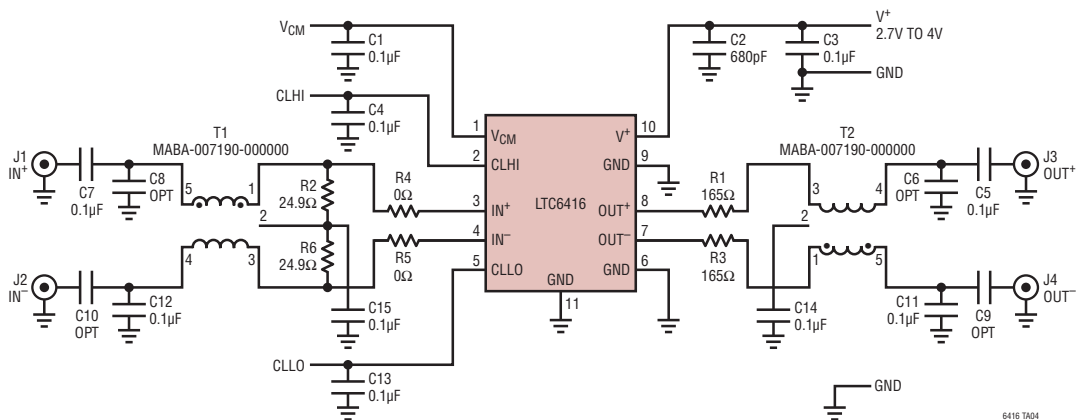 VCM
C1
0.1µF
CLHI
C4
0.1µF
C2
680pF
C3
0.1µF
V+
2.7V TO 4V
GND
T1
MABA-007190-000000
J1
IN+
C7
0.1µF
C8
OPT
5
1
2
4
3
R2
24.9Ω
R6
24.9Ω
R4
0Ω
R5
0Ω
J2
IN−
C10
OPT
C12
0.1µF
C15
0.1µF
CLLO
C13
0.1µF
1
VCM
2
CLHI
3
IN+
4
IN−
5
CLLO
LTC6416
GND
11
V+
10
GND
9
OUT+
8
OUT−
7
GND
6
R1
165Ω
R3
165Ω
T2
MABA-007190-000000
3
4
2
1
5
C14
0.1µF
C6
OPT
C5
0.1µF
J3
OUT+
C11
0.1µF
C9
OPT
J4
OUT−
GND
6416 TA04